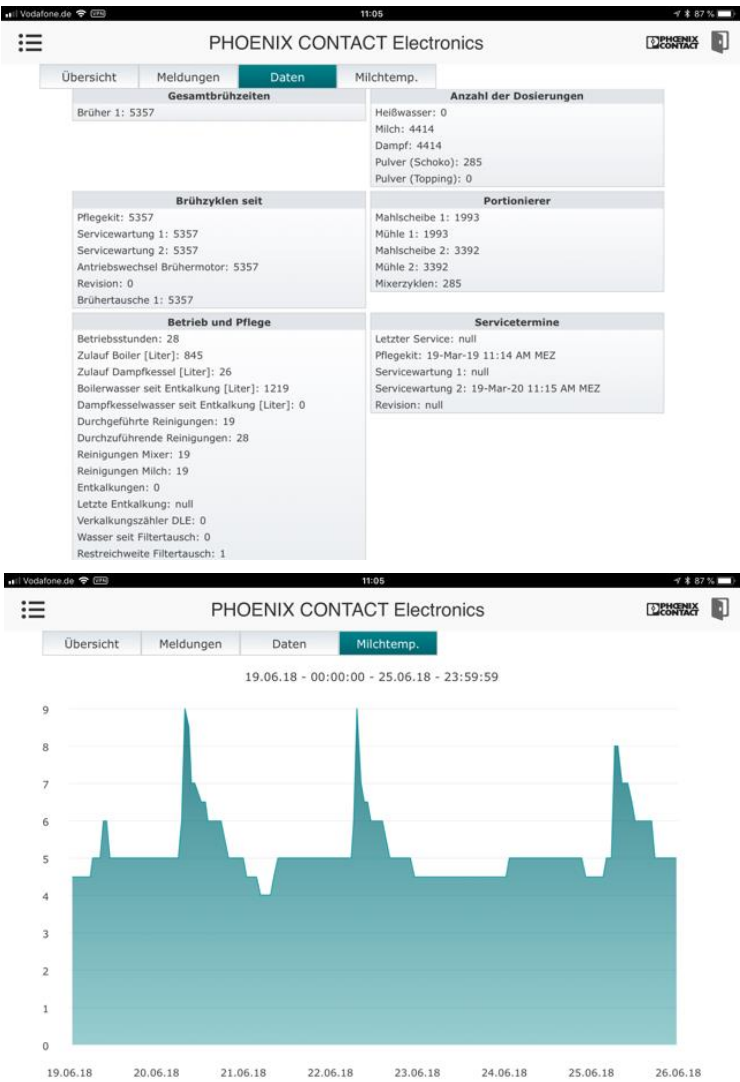 Vodafone.de VPN 11:05 87 %
PHOENIX CONTACT Electronics
PHŒNIX CONTACT
Übersicht Meldungen Daten Milchtemp.
Gesamtbrühzeiten
Brüher 1: 5357
Anzahl der Dosierungen
Heißwasser: 0
Milch: 4414
Dampf: 4414
Pulver (Schoko): 285
Pulver (Topping): 0
Brühzyklen seit
Pflegekit: 5357
Servicewartung 1: 5357
Servicewartung 2: 5357
Antriebswechsel Brühermotor: 5357
Revision: 0
Brühertausche 1: 5357
Portionierer
Mahlscheibe 1: 1993
Mühle 1: 1993
Mahlscheibe 2: 3392
Mühle 2: 3392
Mixerzyklen: 285
Betrieb und Pflege
Betriebsstunden: 28
Zulauf Boiler [Liter]: 845
Zulauf Dampfkessel [Liter]: 26
Boilerwasser seit Entkalkung [Liter]: 1219
Dampfkesselwasser seit Entkalkung [Liter]: 0
Durchgeführte Reinigungen: 19
Durchzuführende Reinigungen: 28
Reinigungen Mixer: 19
Reinigungen Milch: 19
Entkalkungen: 0
Letzte Entkalkung: null
Verkalkungszähler DLE: 0
Wasser seit Filtertausch: 0
Restreichweite Filtertausch: 1
Servicetermine
Letzter Service: null
Pflegekit: 19-Mar-19 11:14 AM MEZ
Servicewartung 1: null
Servicewartung 2: 19-Mar-20 11:15 AM MEZ
Revision: null
Vodafone.de VPN 11:05 87 %
PHOENIX CONTACT Electronics
PHŒNIX CONTACT
Übersicht Meldungen Daten Milchtemp.
19.06.18 - 00:00:00 - 25.06.18 - 23:59:59
9
8
7
6
5
4
3
2
1
0
19.06.18 20.06.18 21.06.18 22.06.18 23.06.18 24.06.18 25.06.18 26.06.18